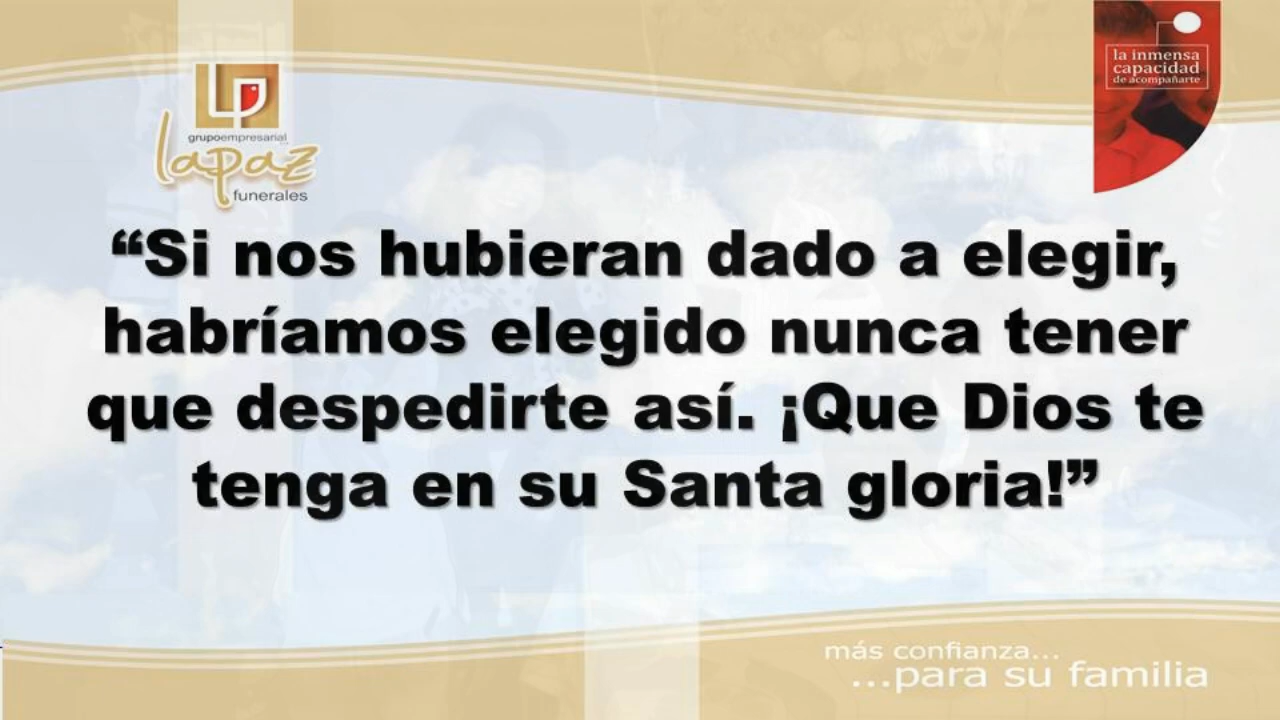 la inmensa
capacidad
de acompañarte
grupoempresarial
lapaz
funerales
“Si nos hubieran dado a elegir,
habríamos elegido nunca tener
que despedirte así. ¡Que Dios te
tenga en su Santa gloria!”
más confianza...
...para su familia